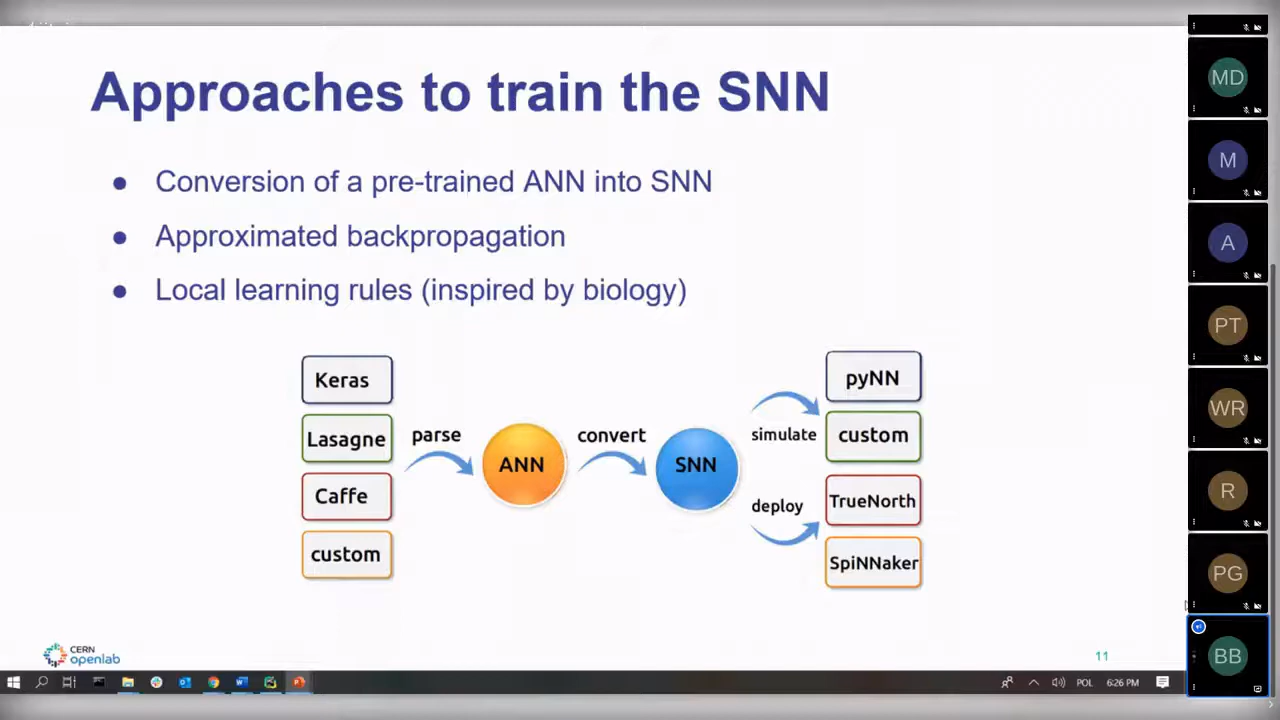 Approaches to train the SNN
● Conversion of a pre-trained ANN into SNN
● Approximated backpropagation
● Local learning rules (inspired by biology)
Keras
Lasagne
Caffe
custom
parse
ANN
convert
SNN
simulate
deploy
pyNN
custom
TrueNorth
SpiNNaker
CERN
openlab
11
POL
6:26 PM
MD
M
A
PT
WR
R
PG
BB